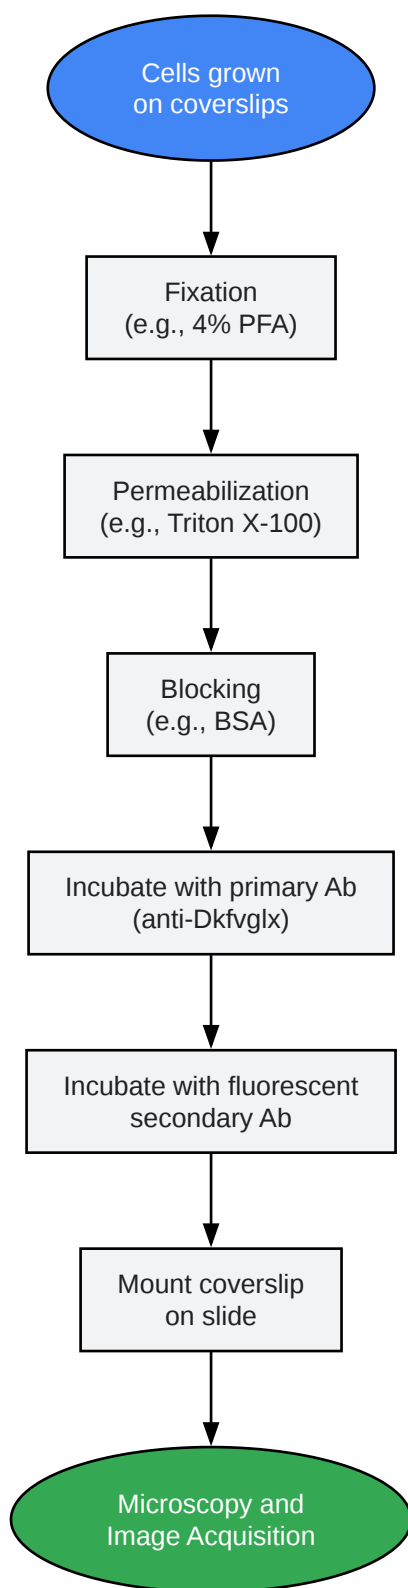 Cells grown
on coverslips
Fixation
(e.g., 4% PFA)
Permeabilization
(e.g., Triton X-100)
Blocking
(e.g., BSA)
Incubate with primary Ab
(anti-Dkfvglx)
Incubate with fluorescent
secondary Ab
Mount coverslip
on slide
Microscopy and
Image Acquisition